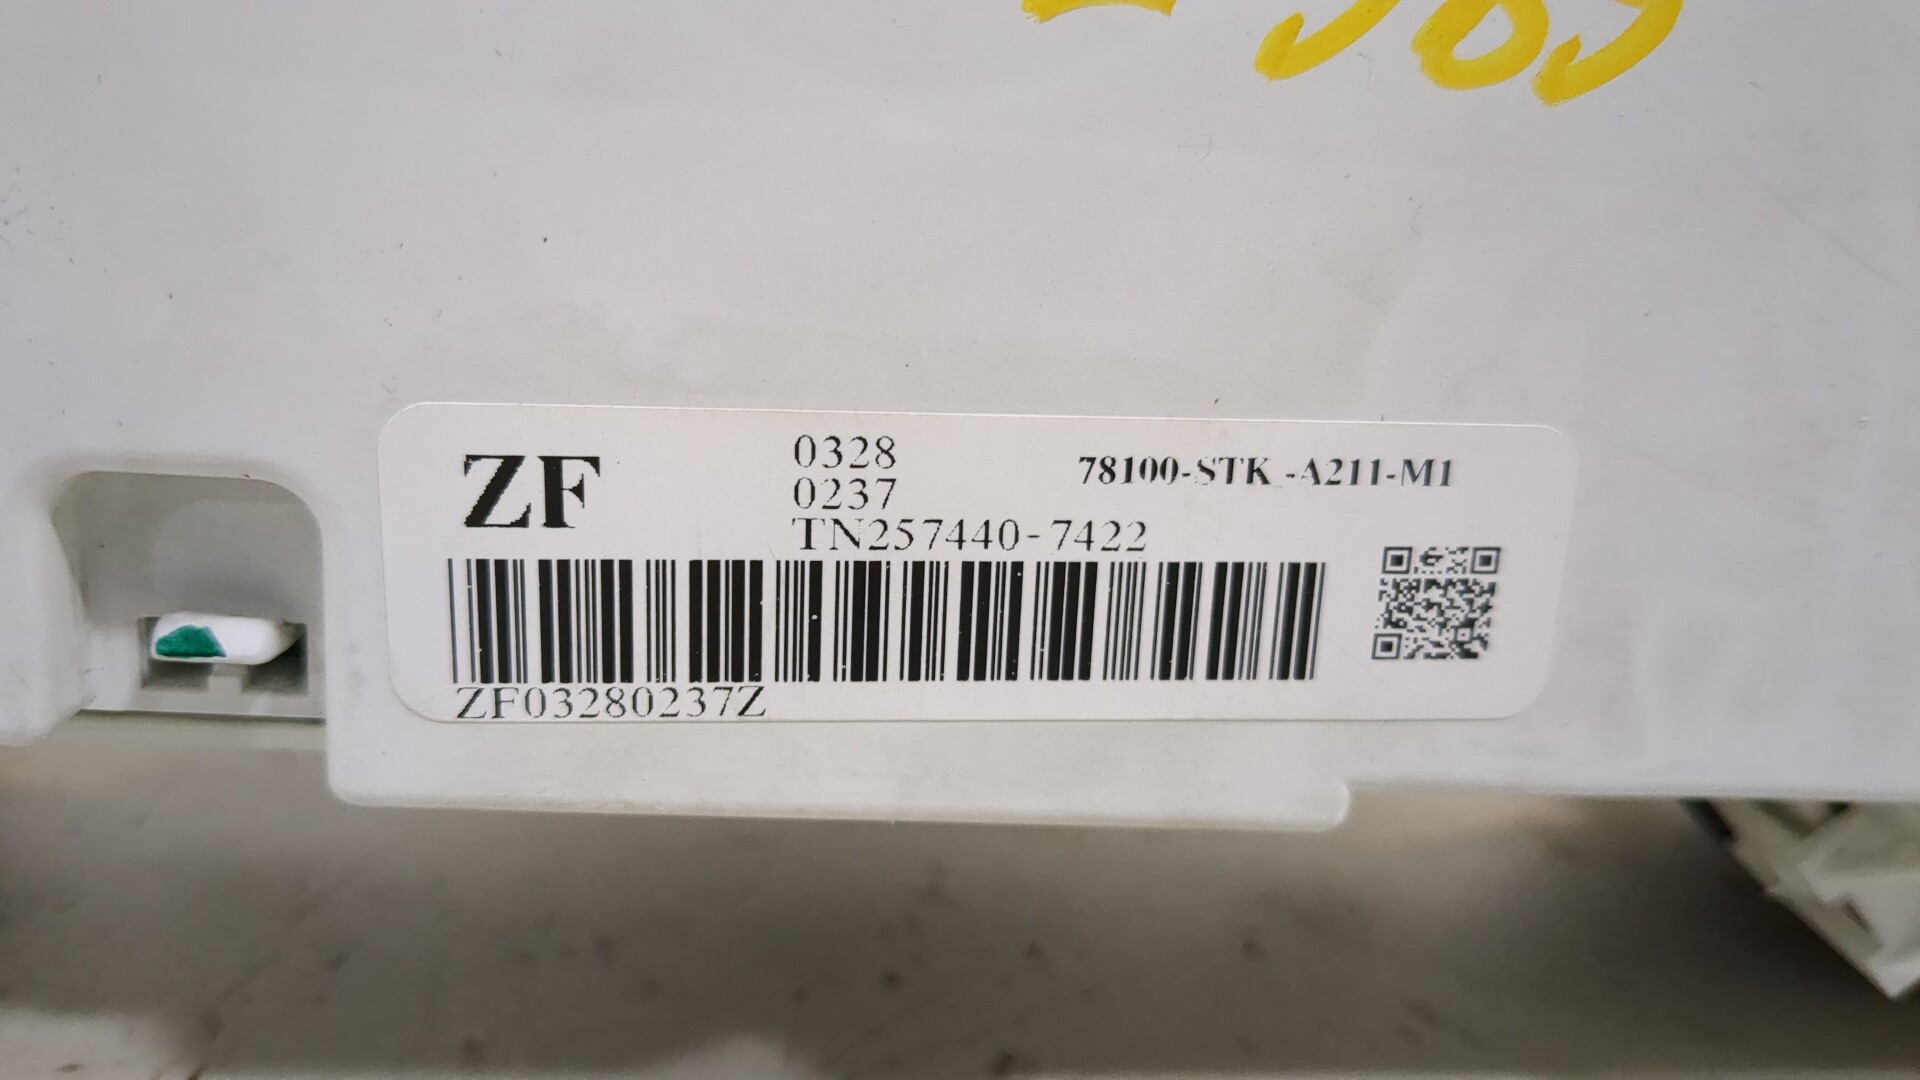 ZF
0328
0237
78100-STK -A211-M1
TN257440-7422
ZF03280237Z